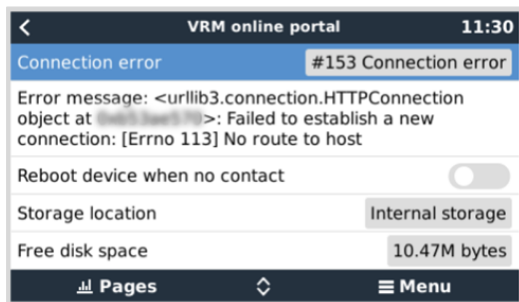 VRM online portal 11:30
Connection error #153 Connection error
Error message: <urllib3.connection.HTTPConnection
object at >: Failed to establish a new
connection: [Errno 113] No route to host
Reboot device when no contact
Storage location Internal storage
Free disk space 10.47M bytes
Pages Menu